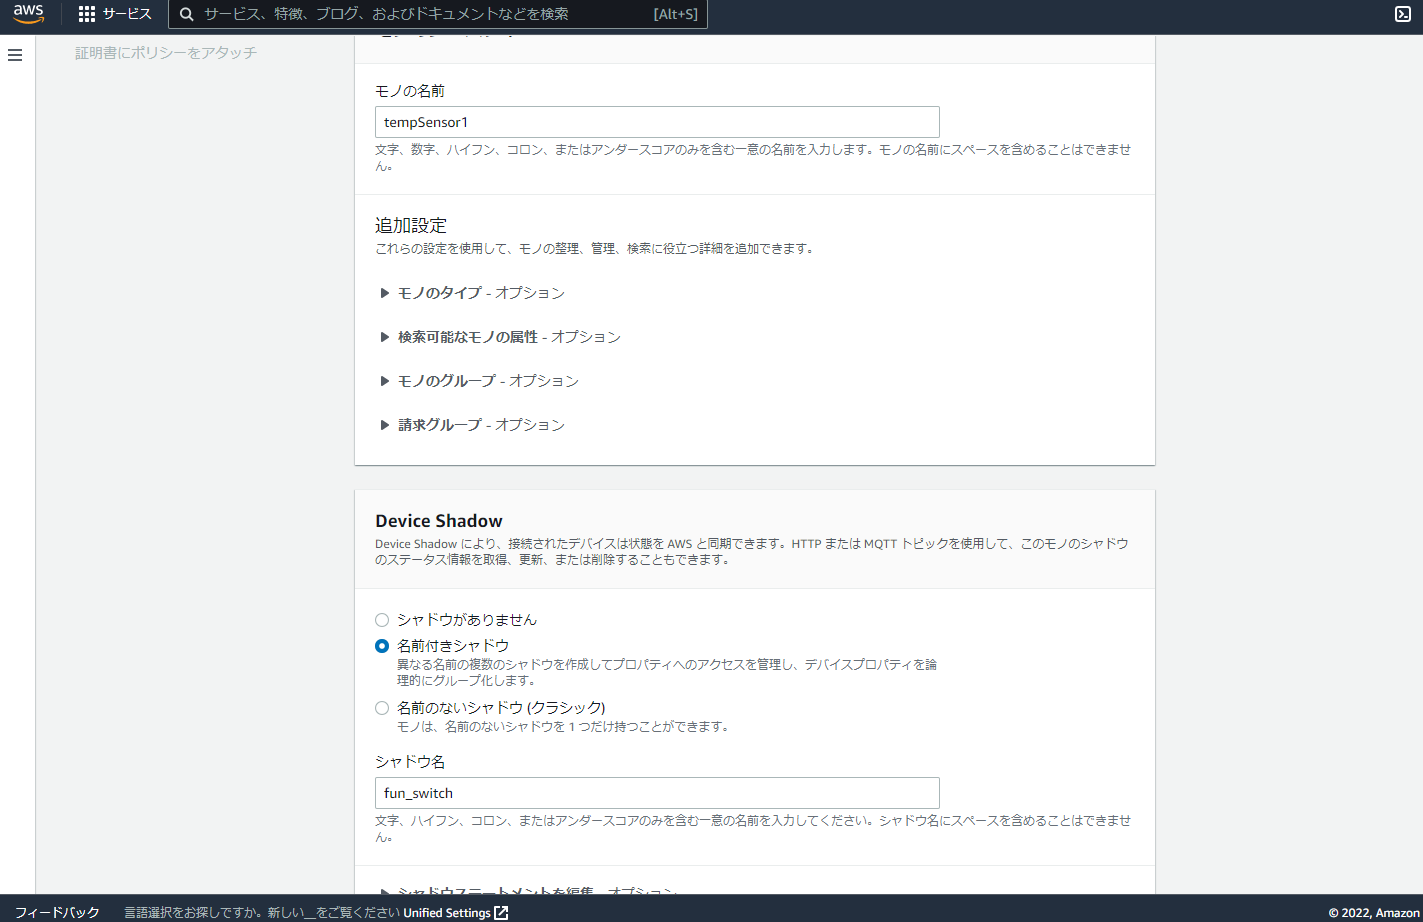 aws
サービス
サービス、特徴、ブログ、およびドキュメントなどを検索
[Alt+S]
証明書にポリシーをアタッチ
モノの名前
tempSensor1
文字、数字、ハイフン、コロン、またはアンダースコアのみを含む一意の名前を入力します。モノの名前にスペースを含めることはできませ
ん。
追加設定
これらの設定を使用して、モノの整理、管理、検索に役立つ詳細を追加できます。
モノのタイプ - オプション
検索可能なモノの属性 - オプション
モノのグループ - オプション
請求グループ - オプション
Device Shadow
Device Shadow により、接続されたデバイスは状態を AWS と同期できます。HTTP または MQTT トピックを使用して、このモノのシャドウ
のステータス情報を取得、更新、または削除することもできます。
シャドウがありません
名前付きシャドウ
異なる名前の複数のシャドウを作成してプロパティへのアクセスを管理し、デバイスプロパティを論
理的にグループ化します。
名前のないシャドウ (クラシック)
モノは、名前のないシャドウを 1 つだけ持つことができます。
シャドウ名
fun_switch
文字、ハイフン、コロン、またはアンダースコアのみを含む一意の名前を入力してください。シャドウ名にスペースを含めることはできませ
ん。
シャドウステートメントを編集 - オプション
フィードバック
言語選択をお探しですか。新しい__をご覧ください Unified Settings
© 2022, Amazon